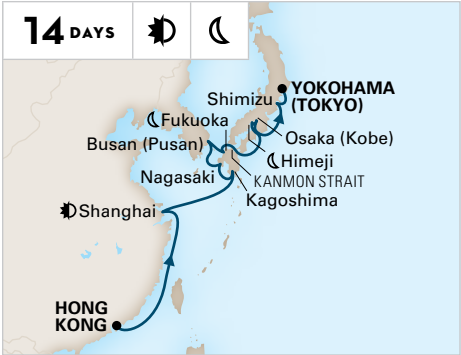 14 DAYS
YOKOHAMA
(TOKYO)
Shimizu
Fukuoka
Busan (Pusan)
Osaka (Kobe)
Himeji
Nagasaki
KANMON STRAIT
Kagoshima
Shanghai
HONG
KONG